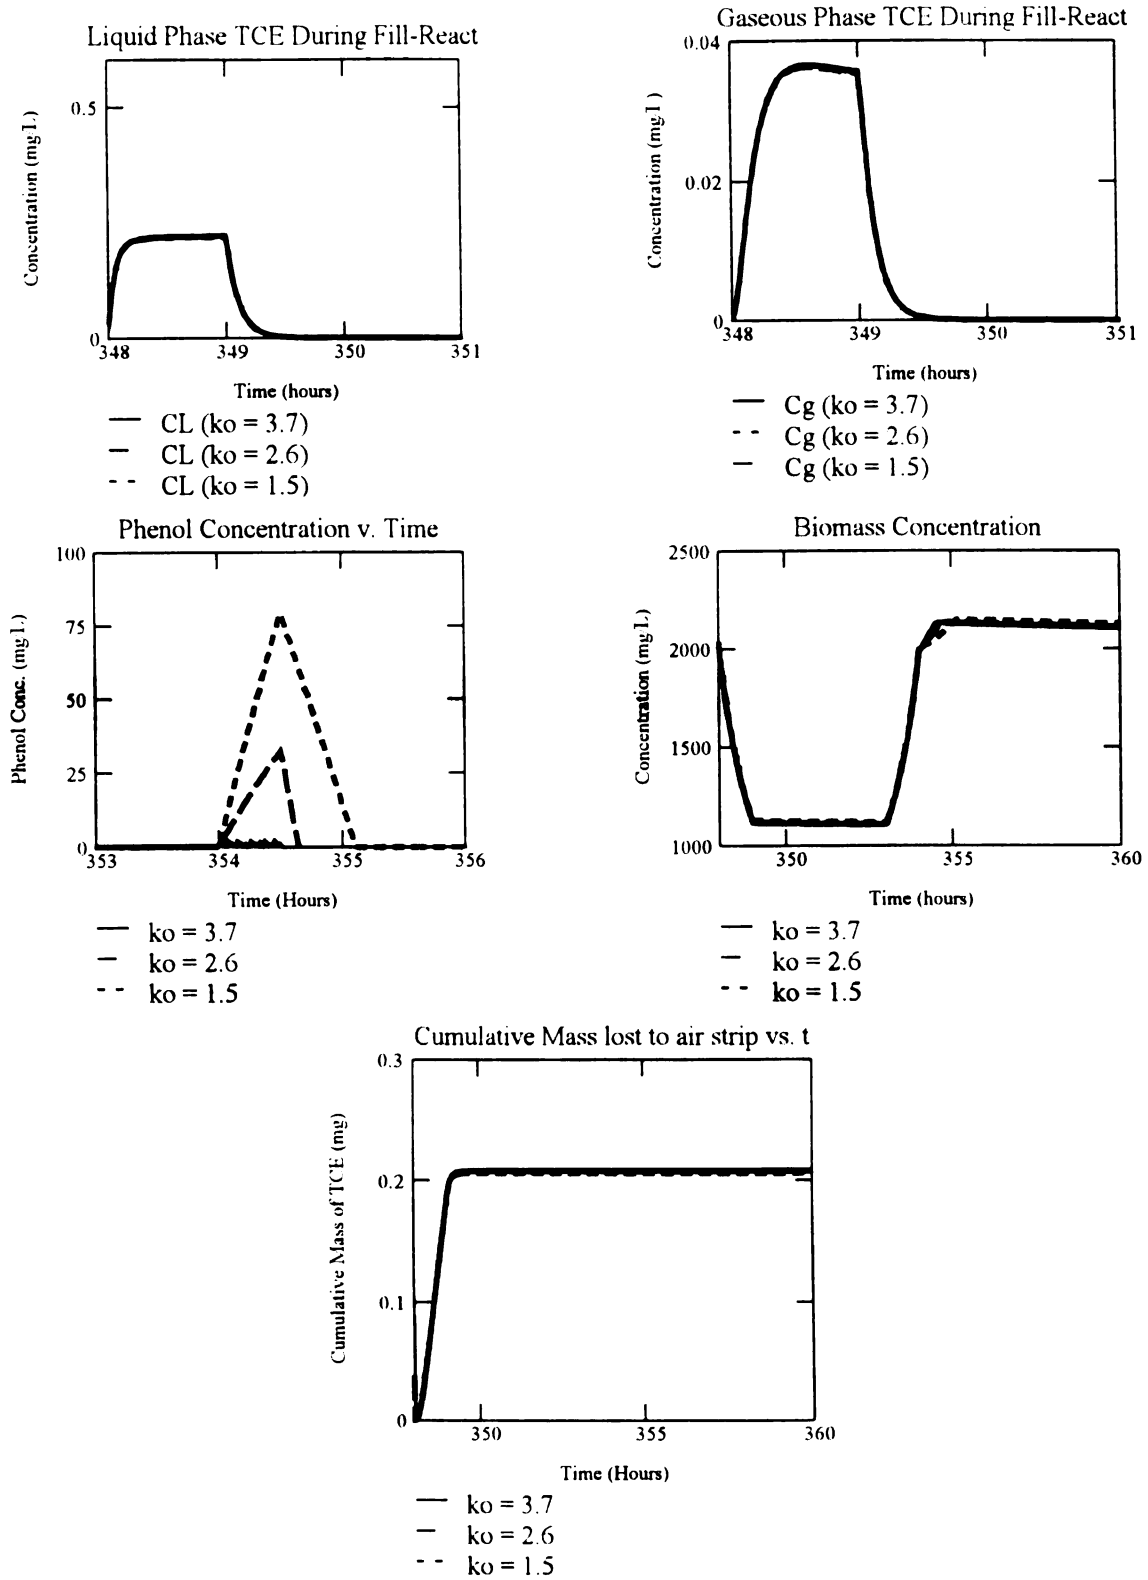 Liquid Phase TCE During Fill-React
Concentration (mg/L)
0.5
0
348
349
350
351
Time (hours)
CL (ko = 3.7)
CL (ko = 2.6)
CL (ko = 1.5)
Gaseous Phase TCE During Fill-React
Concentration (mg/l)
0.04
0.02
0
348
349
350
351
Time (hours)
Cg (ko = 3.7)
Cg (ko = 2.6)
Cg (ko = 1.5)
Phenol Concentration v. Time
Phenol Conc. (mg/L)
100
75
50
25
0
353
354
355
356
Time (Hours)
ko = 3.7
ko = 2.6
ko = 1.5
Biomass Concentration
Concentration (mg/L)
2500
2000
1500
1000
350
355
360
Time (hours)
ko = 3.7
ko = 2.6
ko = 1.5
Cumulative Mass lost to air strip vs. t
Cumulative Mass of TCE (mg)
0.3
0.2
0.1
0
350
355
360
Time (Hours)
ko = 3.7
ko = 2.6
ko = 1.5